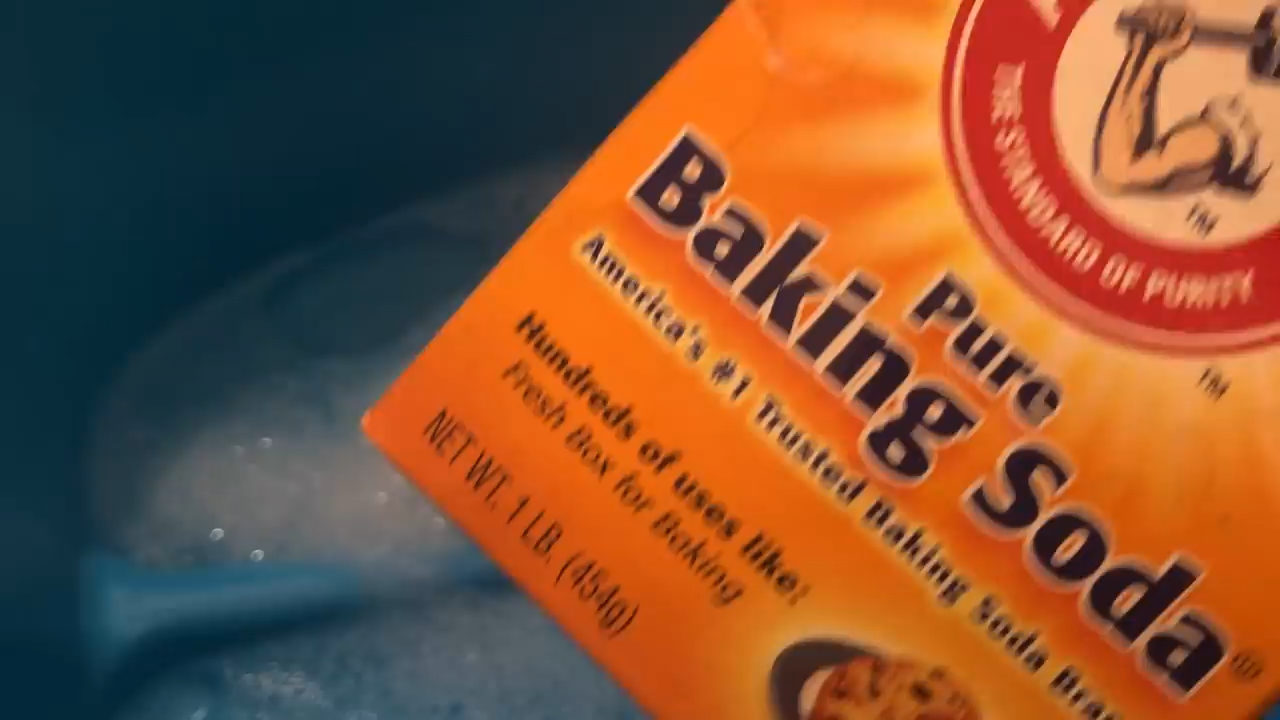 THE STANDARD OF PURITY
TM
TM
Pure
Baking Soda
America's #1 Trusted Baking Soda
Hundreds of uses like:
Fresh Box for Baking
NET WT. 1 LB. (454g)